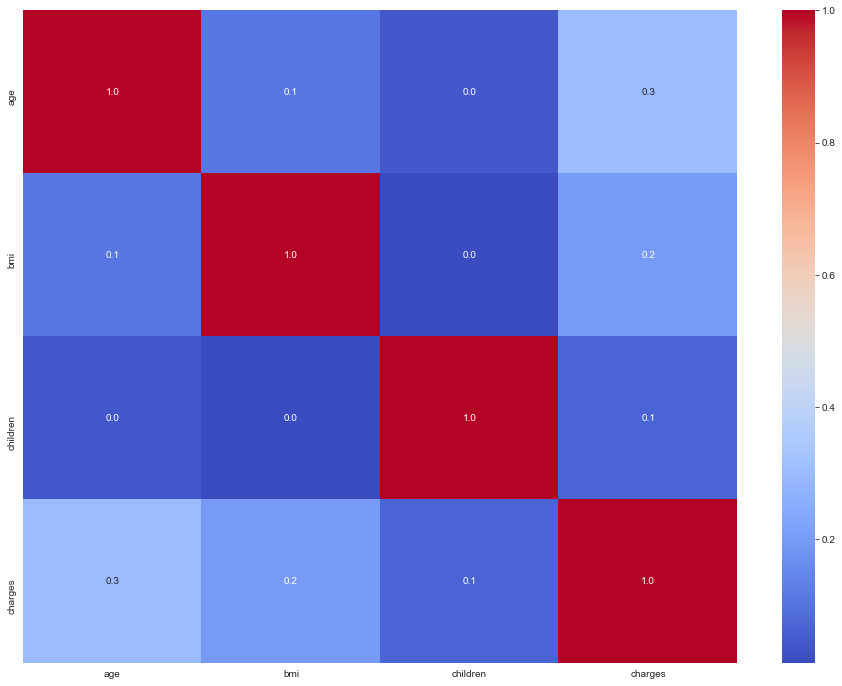 age 1.0 0.1 0.0 0.3
bmi 0.1 1.0 0.0 0.2
children 0.0 0.0 1.0 0.1
charges 0.3 0.2 0.1 1.0
age bmi children charges
1.0
0.8
0.6
0.4
0.2